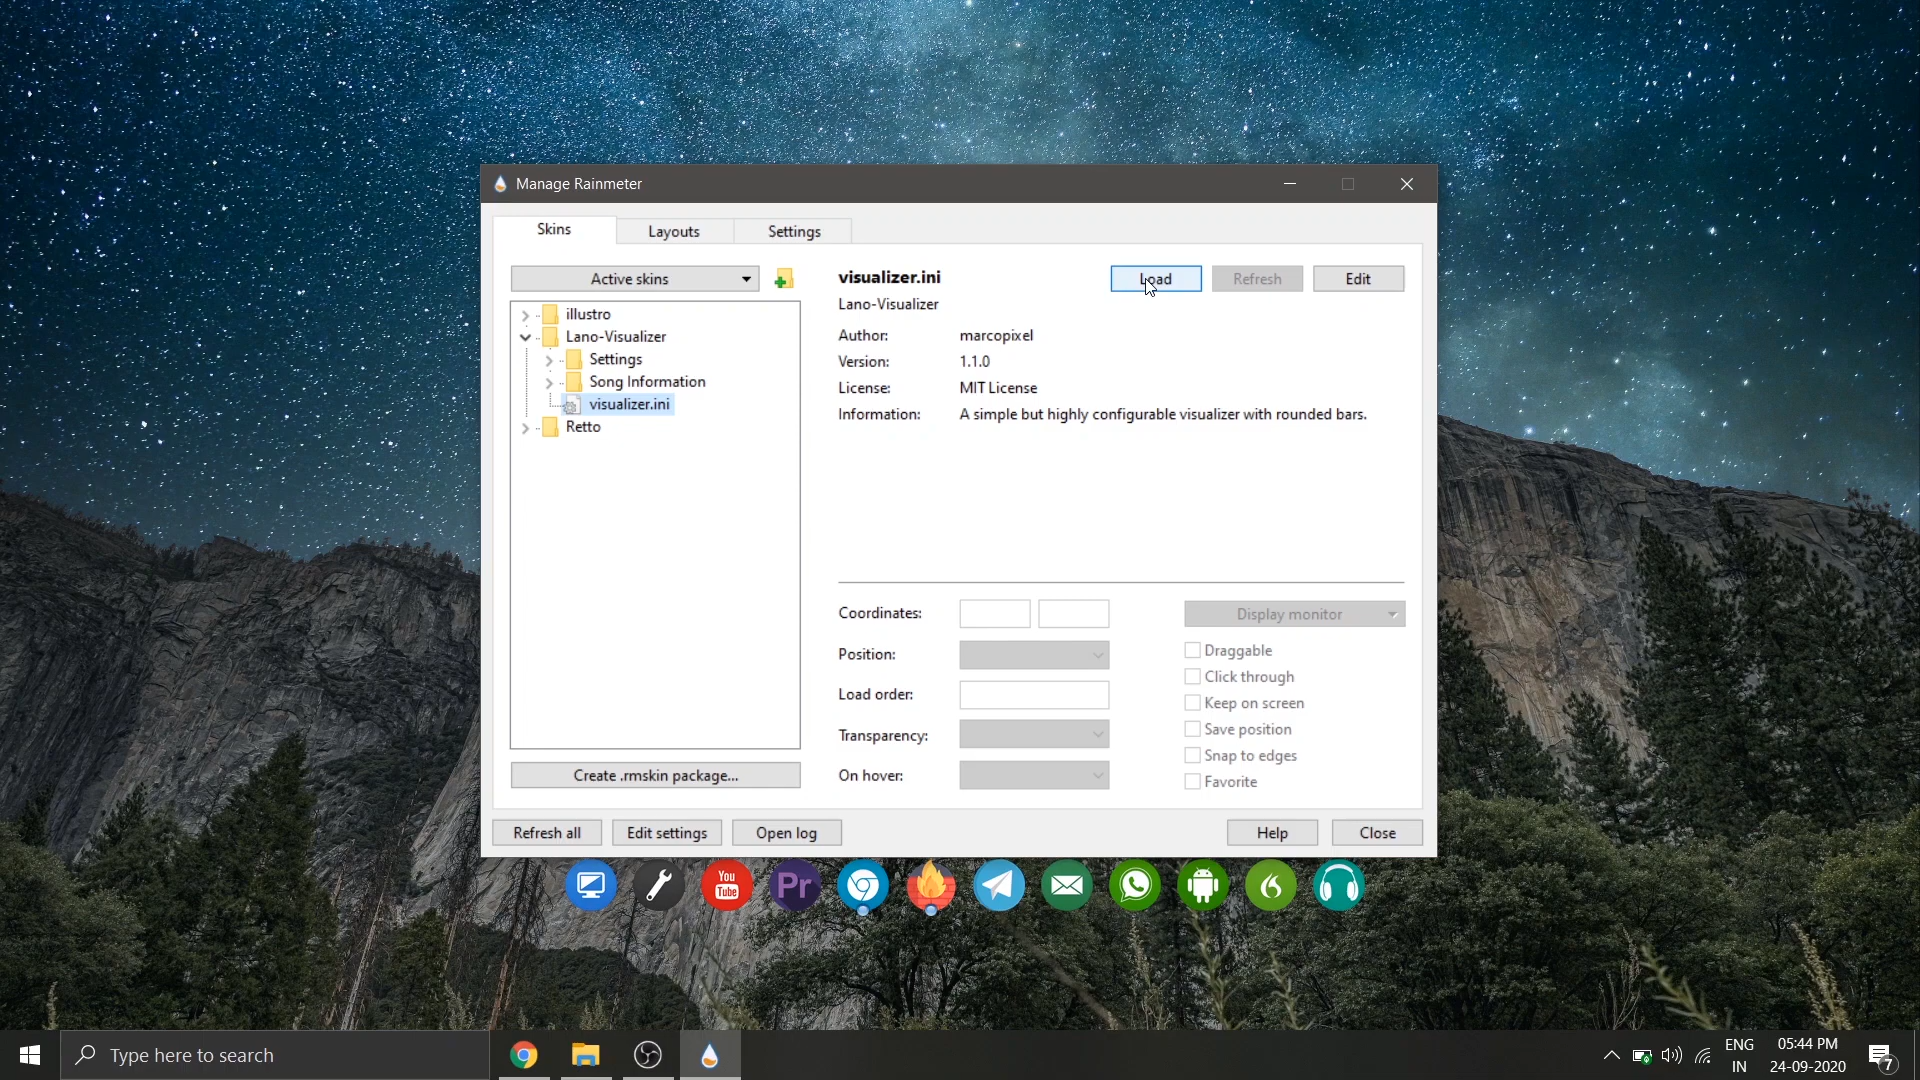 Manage Rainmeter
Skins
Layouts
Settings
Active skins
illustro
Lano-Visualizer
Settings
Song Information
visualizer.ini
Retto
Create .rmskin package...
visualizer.ini
Load
Refresh
Edit
Lano-Visualizer
Author: marcopixel
Version: 1.1.0
License: MIT License
Information: A simple but highly configurable visualizer with rounded bars.
Coordinates:
Display monitor
Position:
Draggable
Click through
Load order:
Keep on screen
Transparency:
Save position
Snap to edges
On hover:
Favorite
Refresh all
Edit settings
Open log
Help
Close
You
Tube
Pr
Type here to search
ENG
IN
05:44 PM
24-09-2020
7